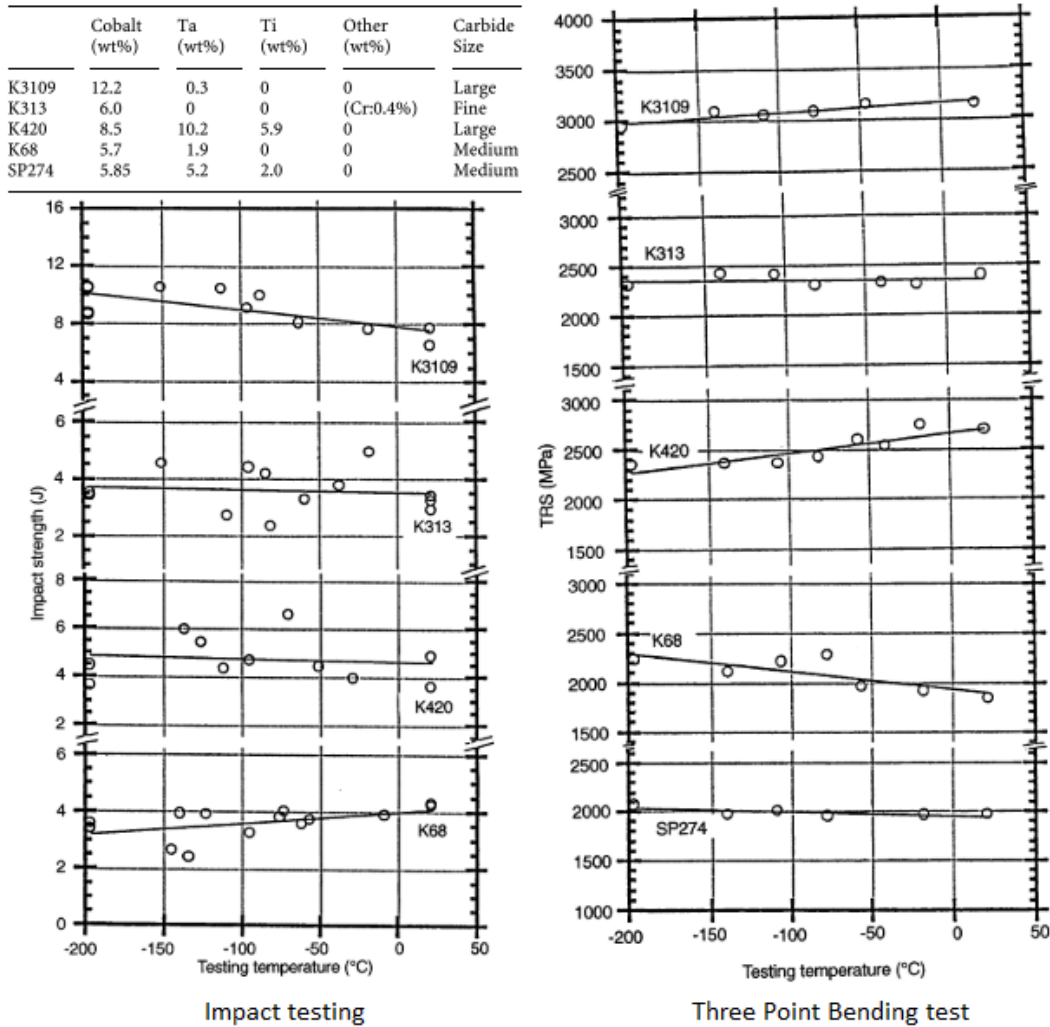 Cobalt (wt%) Ta (wt%) Ti (wt%) Other (wt%) Carbide Size
K3109 12.2 0.3 0 0 Large
K313 6.0 0 0 (Cr:0.4%) Fine
K420 8.5 10.2 5.9 0 Large
K68 5.7 1.9 0 0 Medium
SP274 5.85 5.2 2.0 0 Medium
16
12
8
4
K3109
6
4
2
K313
8
6
4
2
K420
6
4
2
0
K68
Impact strength (J)
-200 -150 -100 -50 0 50
Testing temperature (°C)
Impact testing
4000
3500
3000
2500
K3109
3000
2500
2000
1500
K313
3000
2500
2000
1500
K420
3000
2500
2000
1500
K68
2500
2000
1500
1000
SP274
TRS (MPa)
-200 -150 -100 -50 0 50
Testing temperature (°C)
Three Point Bending test